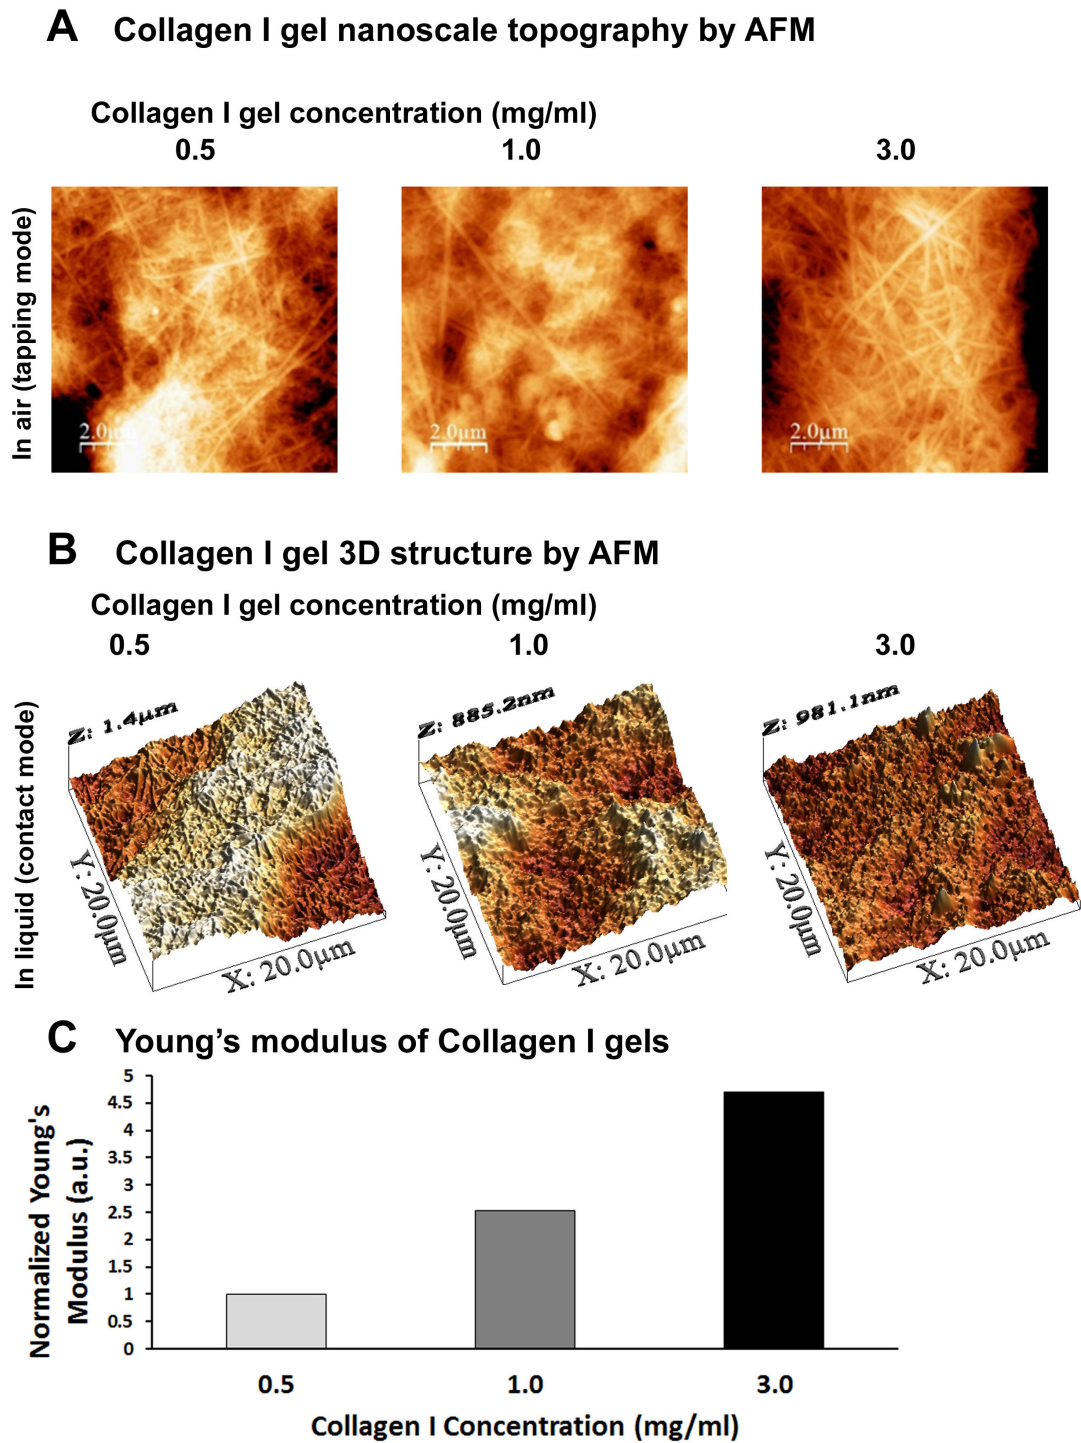 A Collagen I gel nanoscale topography by AFM
Collagen I gel concentration (mg/ml)
0.5 1.0 3.0
In air (tapping mode)
2.0µm 2.0µm 2.0µm
B Collagen I gel 3D structure by AFM
Collagen I gel concentration (mg/ml)
0.5 1.0 3.0
In liquid (contact mode)
Z: 1.4µm Z: 885.2nm Z: 981.1nm
Y: 20.0µm Y: 20.0µm Y: 20.0µm
X: 20.0µm X: 20.0µm X: 20.0µm
C Young’s modulus of Collagen I gels
Normalized Young's
Modulus (a.u.)
5
4.5
4
3.5
3
2.5
2
1.5
1
0.5
0
0.5 1.0 3.0
Collagen I Concentration (mg/ml)